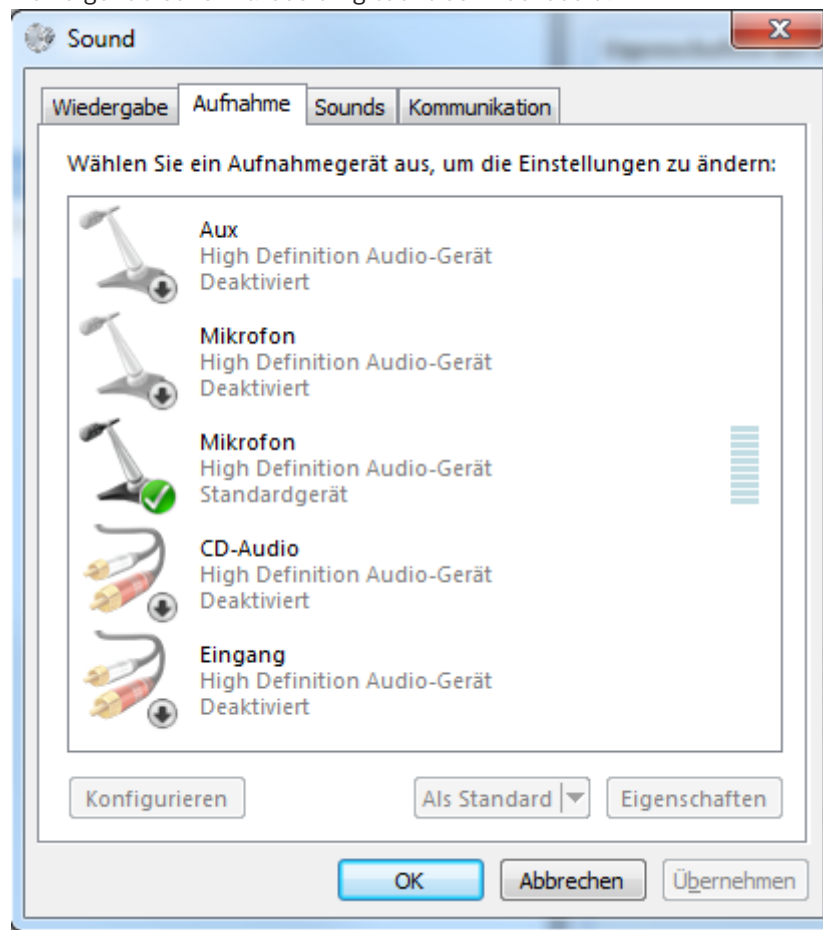 Sound
Wiedergabe Aufnahme Sounds Kommunikation
Wählen Sie ein Aufnahmegerät aus, um die Einstellungen zu ändern:
Aux
High Definition Audio-Gerät
Deaktiviert
Mikrofon
High Definition Audio-Gerät
Deaktiviert
Mikrofon
High Definition Audio-Gerät
Standardgerät
CD-Audio
High Definition Audio-Gerät
Deaktiviert
Eingang
High Definition Audio-Gerät
Deaktiviert
Konfigurieren Als Standard Eigenschaften
OK Abbrechen Übernehmen